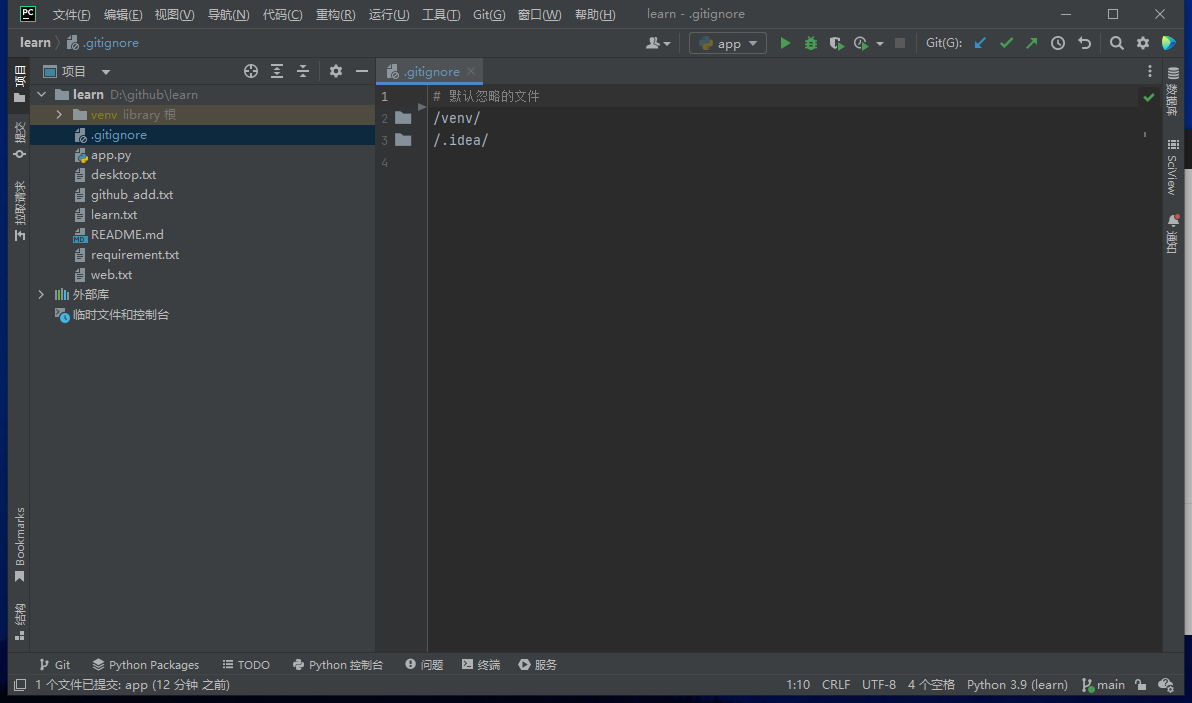 PC 文件(F) 编辑(E) 视图(V) 导航(N) 代码(C) 重构(R) 运行(U) 工具(T) Git(G) 窗口(W) 帮助(H) learn - .gitignore
learn .gitignore app Git(G):
项目
.gitignore
learn D:\github\learn
venv library 根
.gitignore
app.py
desktop.txt
github_add.txt
learn.txt
README.md
requirement.txt
web.txt
外部库
临时文件和控制台
1 # 默认忽略的文件
2 /venv/
3 /.idea/
4
项目
提交
拉取请求
Bookmarks
结构
数据库
SciView
通知
Git Python Packages TODO Python 控制台 问题 终端 服务
1 个文件已提交: app (12 分钟 之前) 1:10 CRLF UTF-8 4 个空格 Python 3.9 (learn) main